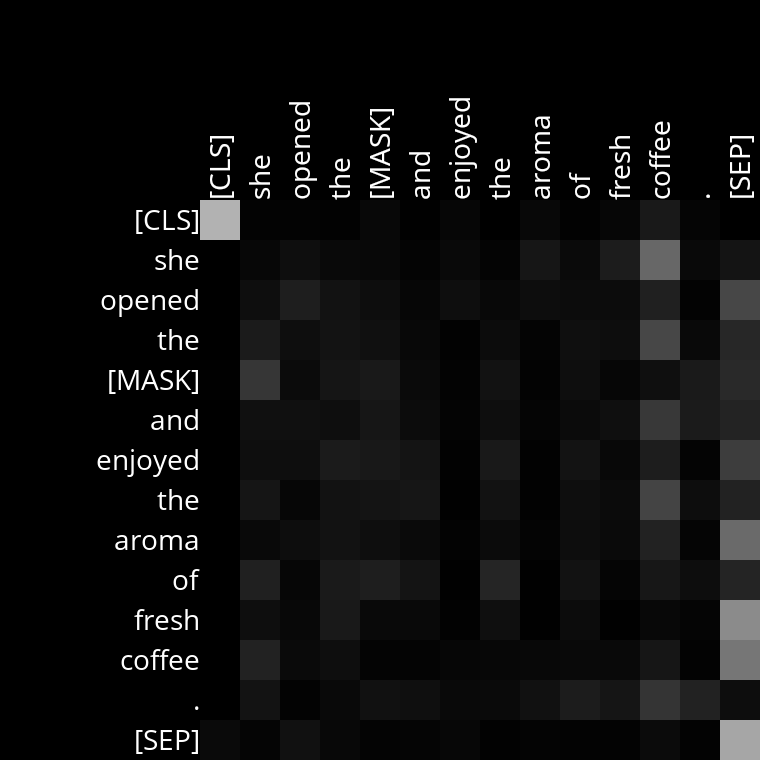 [CLS] she opened the [MASK] and enjoyed the aroma of fresh coffee . [SEP]
[CLS]
she
opened
the
[MASK]
and
enjoyed
the
aroma
of
fresh
coffee
.
[SEP]